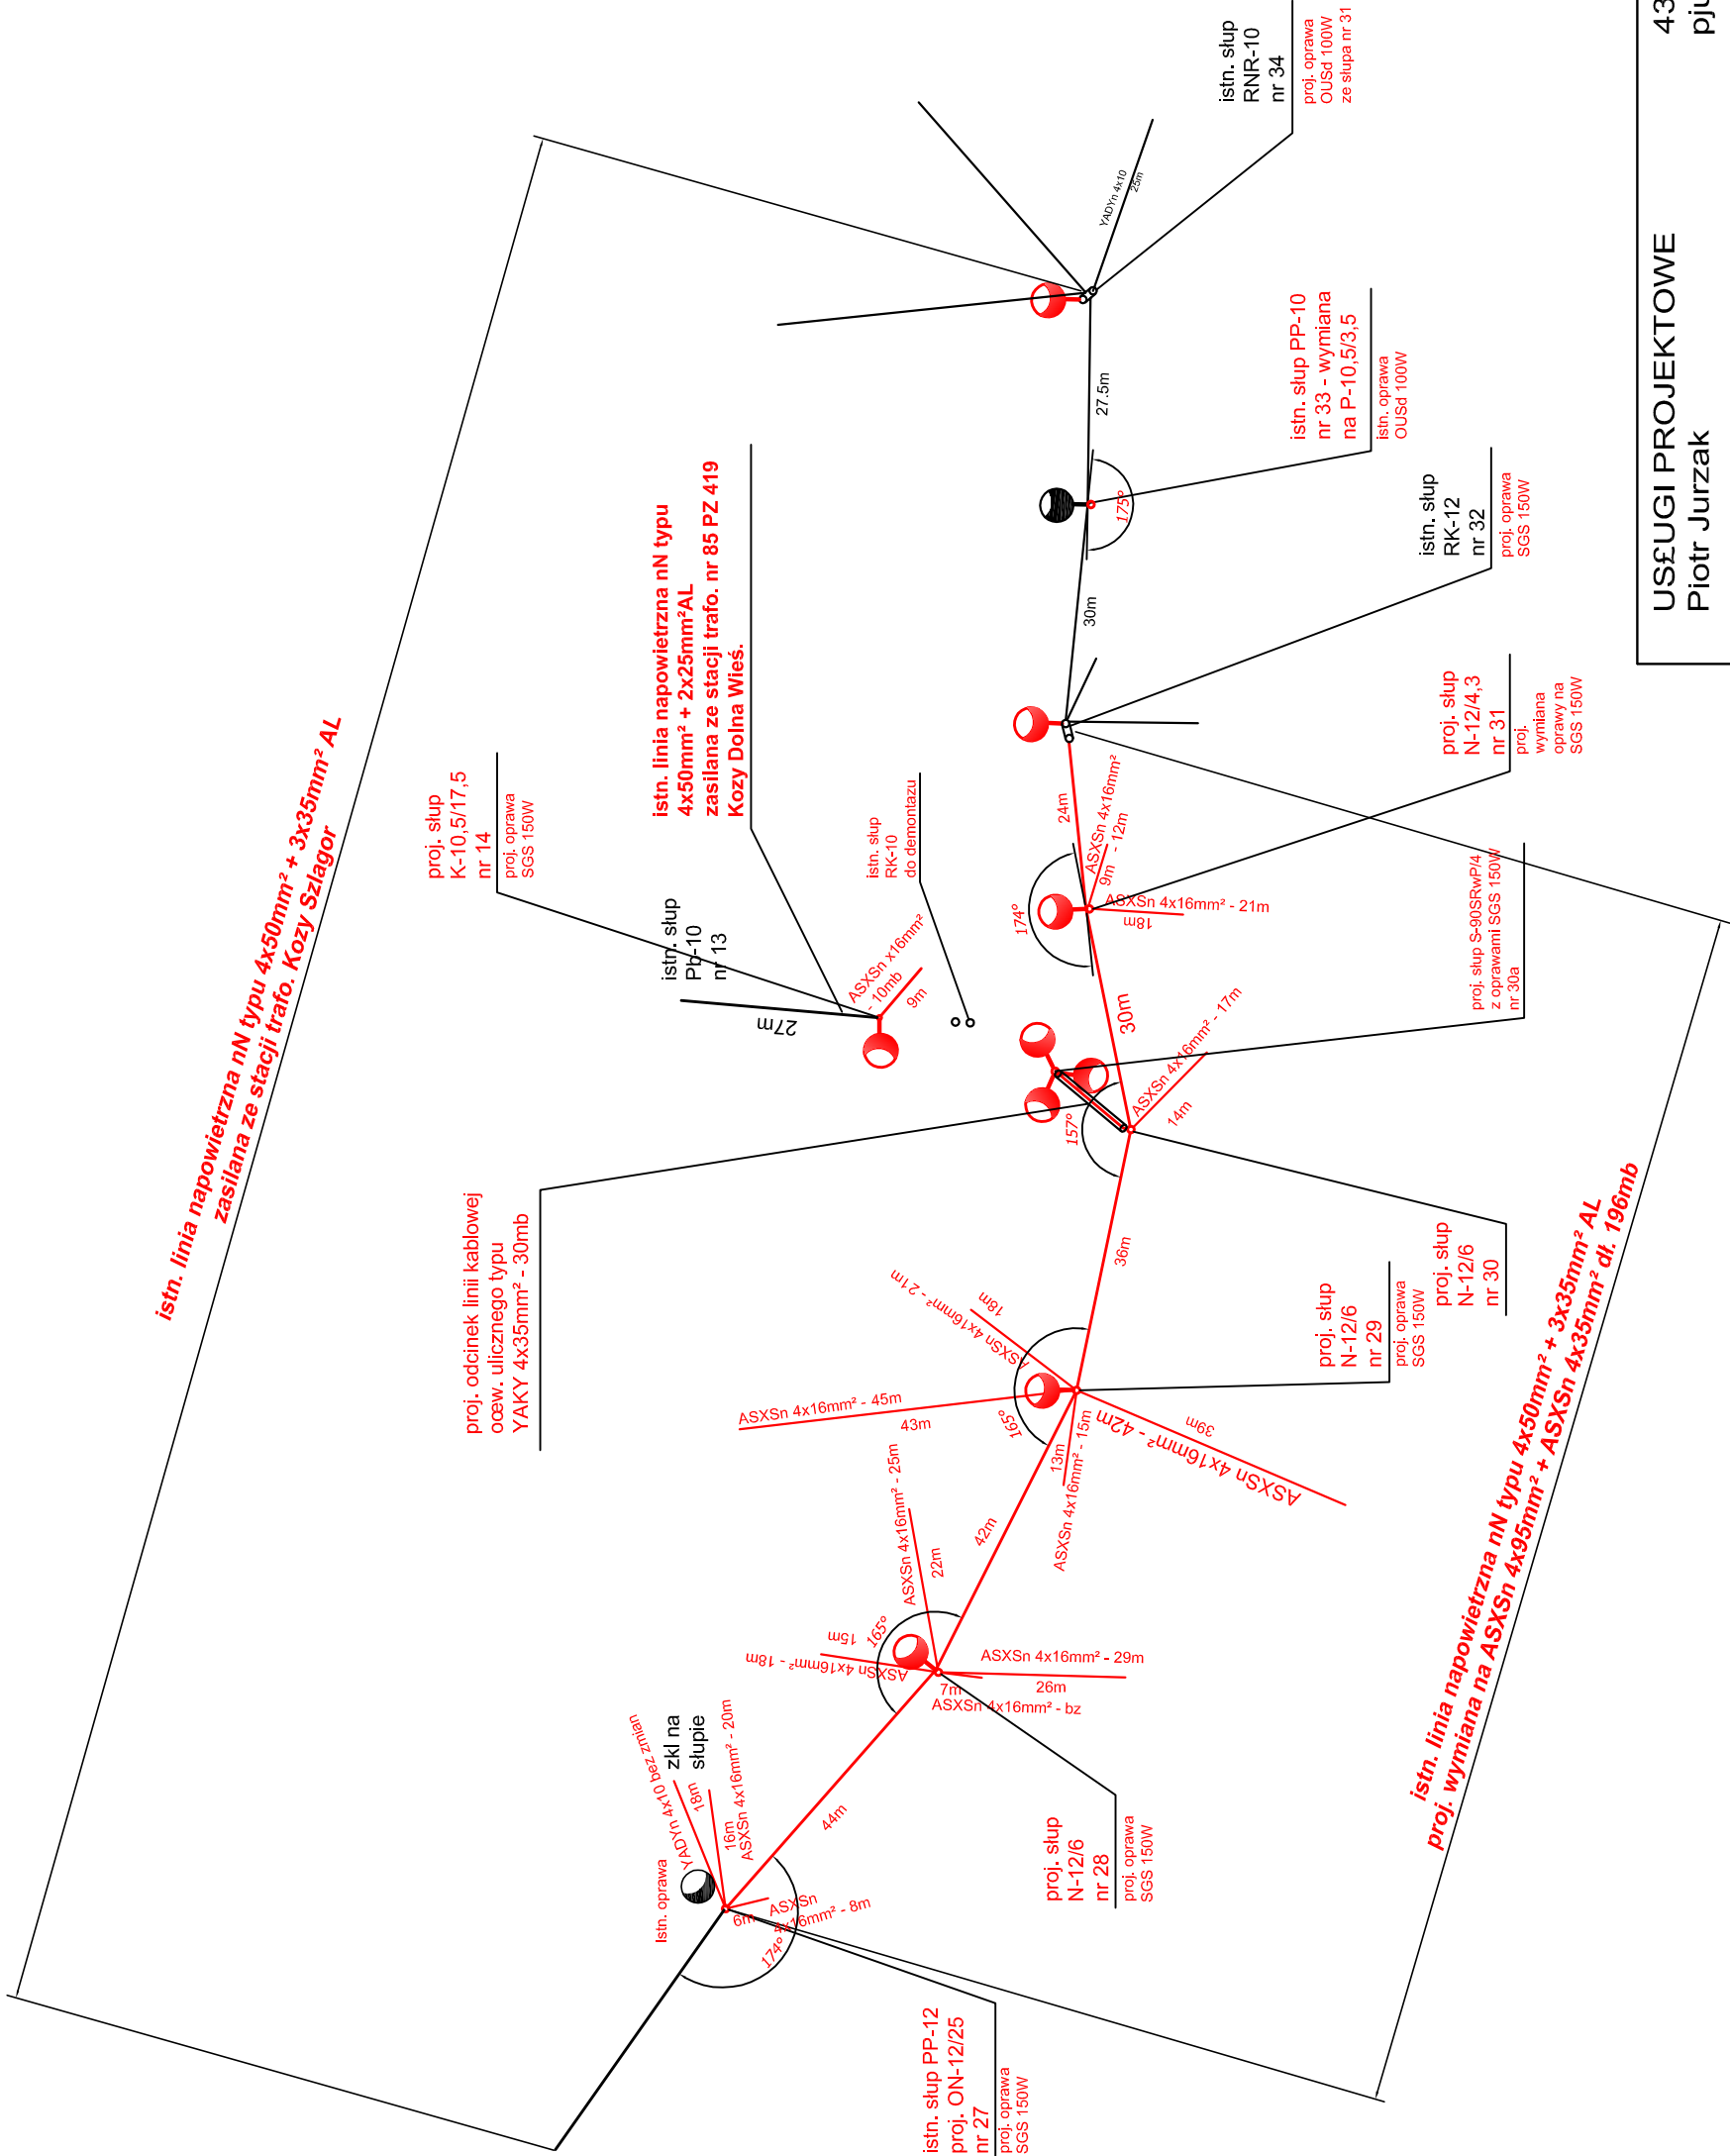 istn. linia napowietrzna nN typu 4x50mm² + 3x35mm² AL
zasilana ze stacji trafo. Kozy Szlagor
istn. słup
RNR-10
nr 34
proj. oprawa
OUSd 100W
ze słupa nr 31
YADYn 4x10
25m
27.5m
istn. słup PP-10
nr 33 - wymiana
na P-10,5/3,5
istn. oprawa
OUSd 100W
175º
30m
istn. słup
RK-12
nr 32
proj. oprawa
SGS 150W
istn. linia napowietrzna nN typu
4x50mm² + 2x25mm²AL
zasilana ze stacji trafo. nr 85 PZ 419
Kozy Dolna Wieś.
proj. słup
K-10,5/17,5
nr 14
proj. oprawa
SGS 150W
istn. słup
Pb-10
nr 13
27m
ASXSn x16mm²
- 10mb
9m
istn. słup
RK-10
do demontazu
24m
174º
ASXSn 4x16mm²
9m - 12m
ASXSn 4x16mm² - 21m
18m
proj. słup
N-12/4,3
nr 31
proj.
wymiana
oprawy na
SGS 150W
proj. słup S-90SRwP/4
z oprawami SGS 150W
nr 30a
30m
ASXSn 4x16mm² - 17m
14m
157º
proj. odcinek linii kablowej
oœw. ulicznego typu
YAKY 4x35mm² - 30mb
36m
proj. słup
N-12/6
nr 30
proj. słup
N-12/6
nr 29
proj. oprawa
SGS 150W
18m
ASXSn 4x16mm² - 21m
ASXSn 4x16mm² - 45m
43m
165º
13m
ASXSn 4x16mm² - 15m
39m
ASXSn 4x16mm² - 42m
42m
ASXSn 4x16mm² - 25m
22m
165º
15m
ASXSn 4x16mm² - 18m
ASXSn 4x16mm² - 29m
26m
7m
ASXSn 4x16mm² - bz
proj. słup
N-12/6
nr 28
proj. oprawa
SGS 150W
44m
zkl na
słupie
YADYn 4x10 bez zmian
18m
16m
ASXSn 4x16mm² - 20m
Istn. oprawa
6m
ASXSn
4x16mm² - 8m
174º
istn. słup PP-12
proj. ON-12/25
nr 27
proj. oprawa
SGS 150W
istn. linia napowietrzna nN typu 4x50mm² + 3x35mm² AL
proj. wymiana na ASXSn 4x95mm² + ASXSn 4x35mm² dł. 196mb
US£UGI PROJEKTOWE
Piotr Jurzak
43
pju